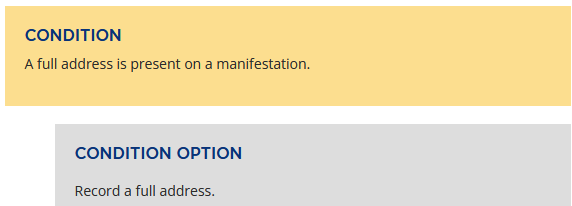 CONDITION
A full address is present on a manifestation.
CONDITION OPTION
Record a full address.